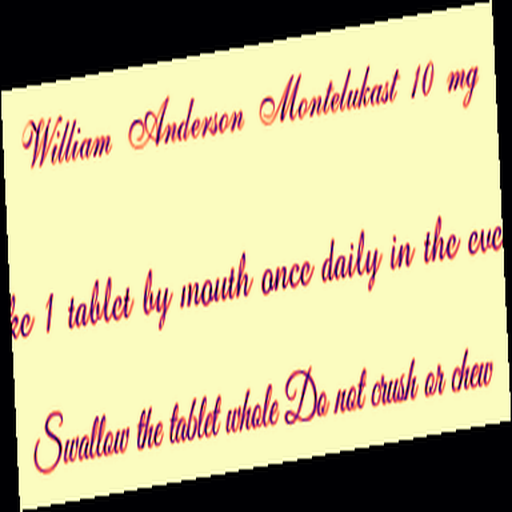 William Anderson Montelukast 10 mg
1 tablet by mouth once daily in the
Swallow the tablet whole Do not crush or chew